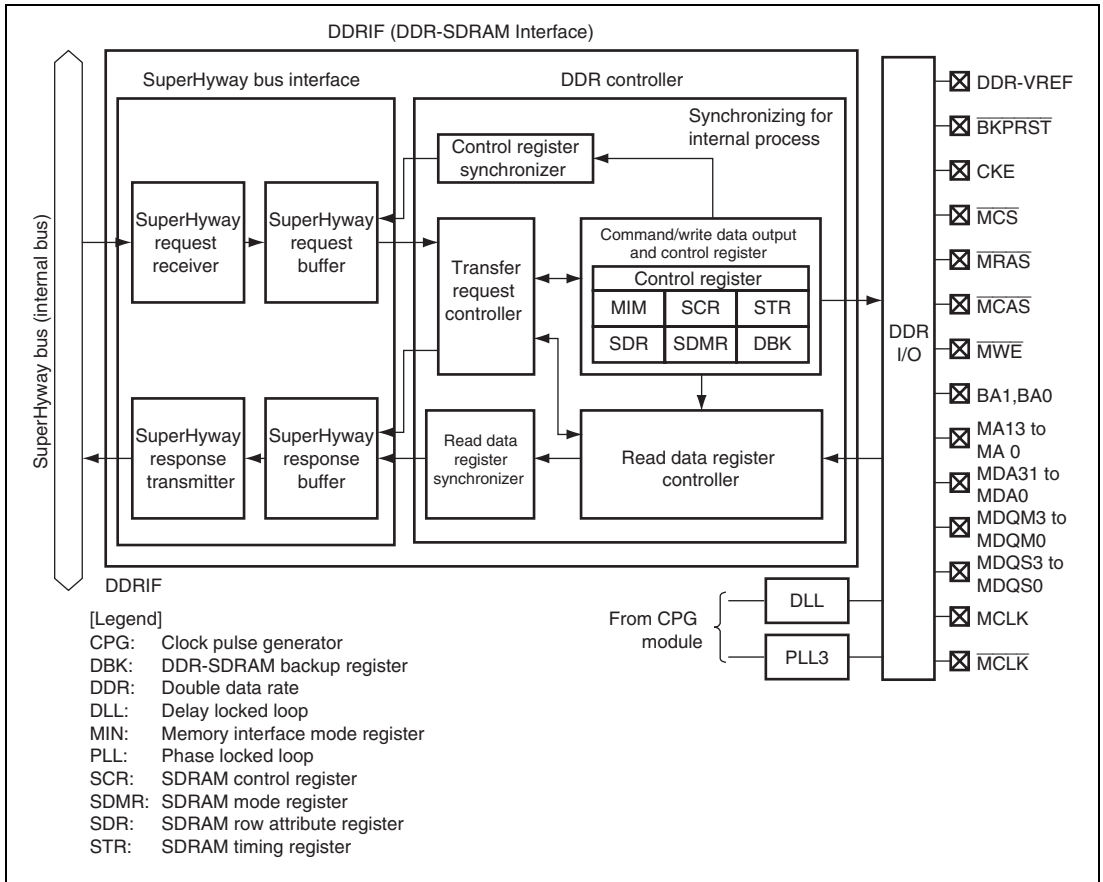 DDRIF (DDR-SDRAM Interface)
SuperHyway bus interface
DDR controller
Synchronizing for
internal process
Control register
synchronizer
SuperHyway bus (internal bus)
SuperHyway
request
receiver
SuperHyway
request
buffer
Transfer
request
controller
Command/write data output
and control register
Control register
MIM SCR STR
SDR SDMR DBK
SuperHyway
response
transmitter
SuperHyway
response
buffer
Read data
register
synchronizer
Read data register
controller
DDR
I/O
DDR-VREF
BKPRST
CKE
MCS
MRAS
MCAS
MWE
BA1,BA0
MA13 to
MA 0
MDA31 to
MDA0
MDQM3 to
MDQM0
MDQS3 to
MDQS0
MCLK
MCLK
DDRIF
From CPG
module
DLL
PLL3
[Legend]
CPG: Clock pulse generator
DBK: DDR-SDRAM backup register
DDR: Double data rate
DLL: Delay locked loop
MIN: Memory interface mode register
PLL: Phase locked loop
SCR: SDRAM control register
SDMR: SDRAM mode register
SDR: SDRAM row attribute register
STR: SDRAM timing register